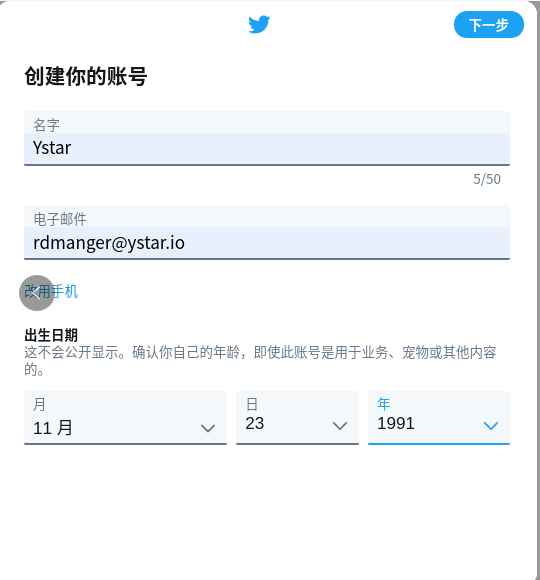 下一步
创建你的账号
名字
Ystar
5/50
电子邮件
rdmanger@ystar.io
改用手机
出生日期
这不会公开显示。确认你自己的年龄，即使此账号是用于业务、宠物或其他内容
的。
月 日 年
11 月 23 1991